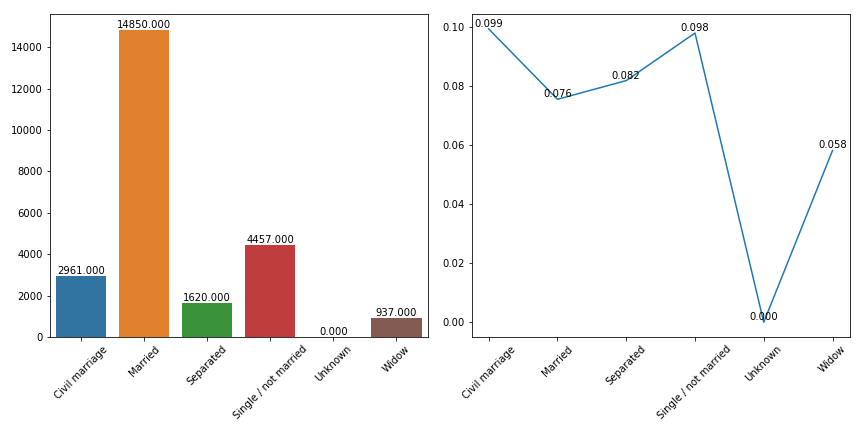 14850.000
14000
12000
10000
8000
6000
4457.000
4000
2961.000
2000
1620.000
937.000
0.000
0
Civil marriage
Married
Separated
Single / not married
Unknown
Widow
0.10
0.099
0.098
0.082
0.08
0.076
0.06
0.058
0.04
0.02
0.00
0.000
Civil marriage
Married
Separated
Single / not married
Unknown
Widow